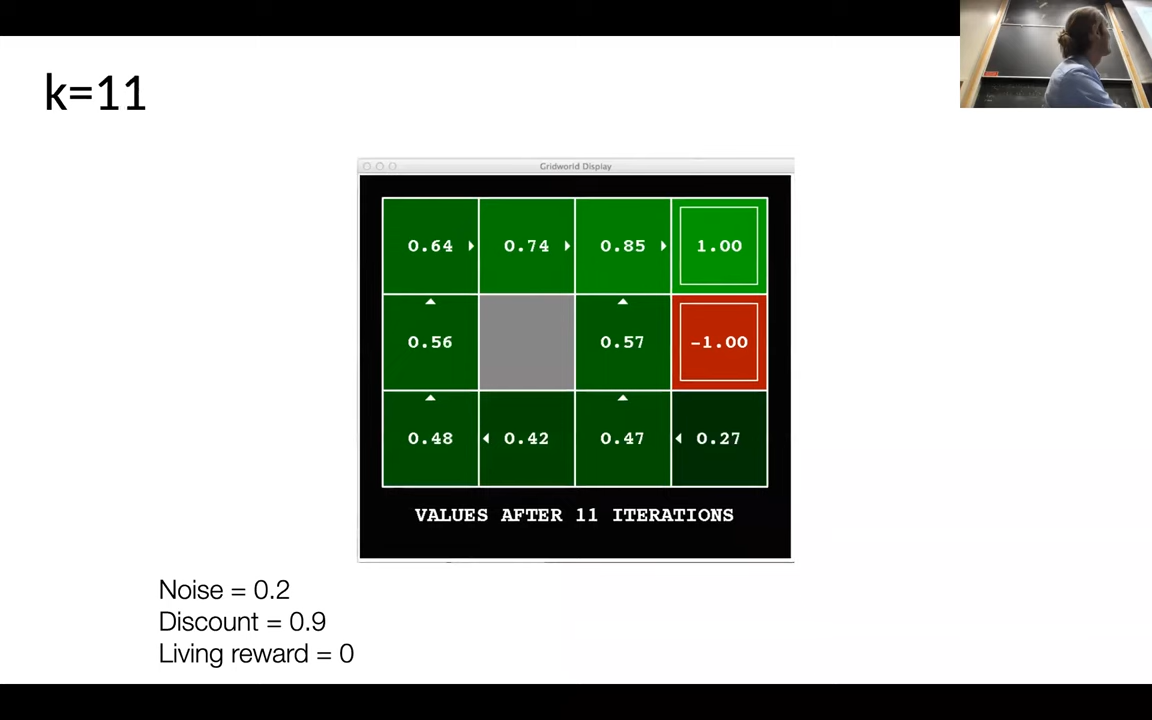 k=11
Gridworld Display
0.64 0.74 0.85 1.00
0.56 0.57 -1.00
0.48 0.42 0.47 0.27
VALUES AFTER 11 ITERATIONS
Noise = 0.2
Discount = 0.9
Living reward = 0